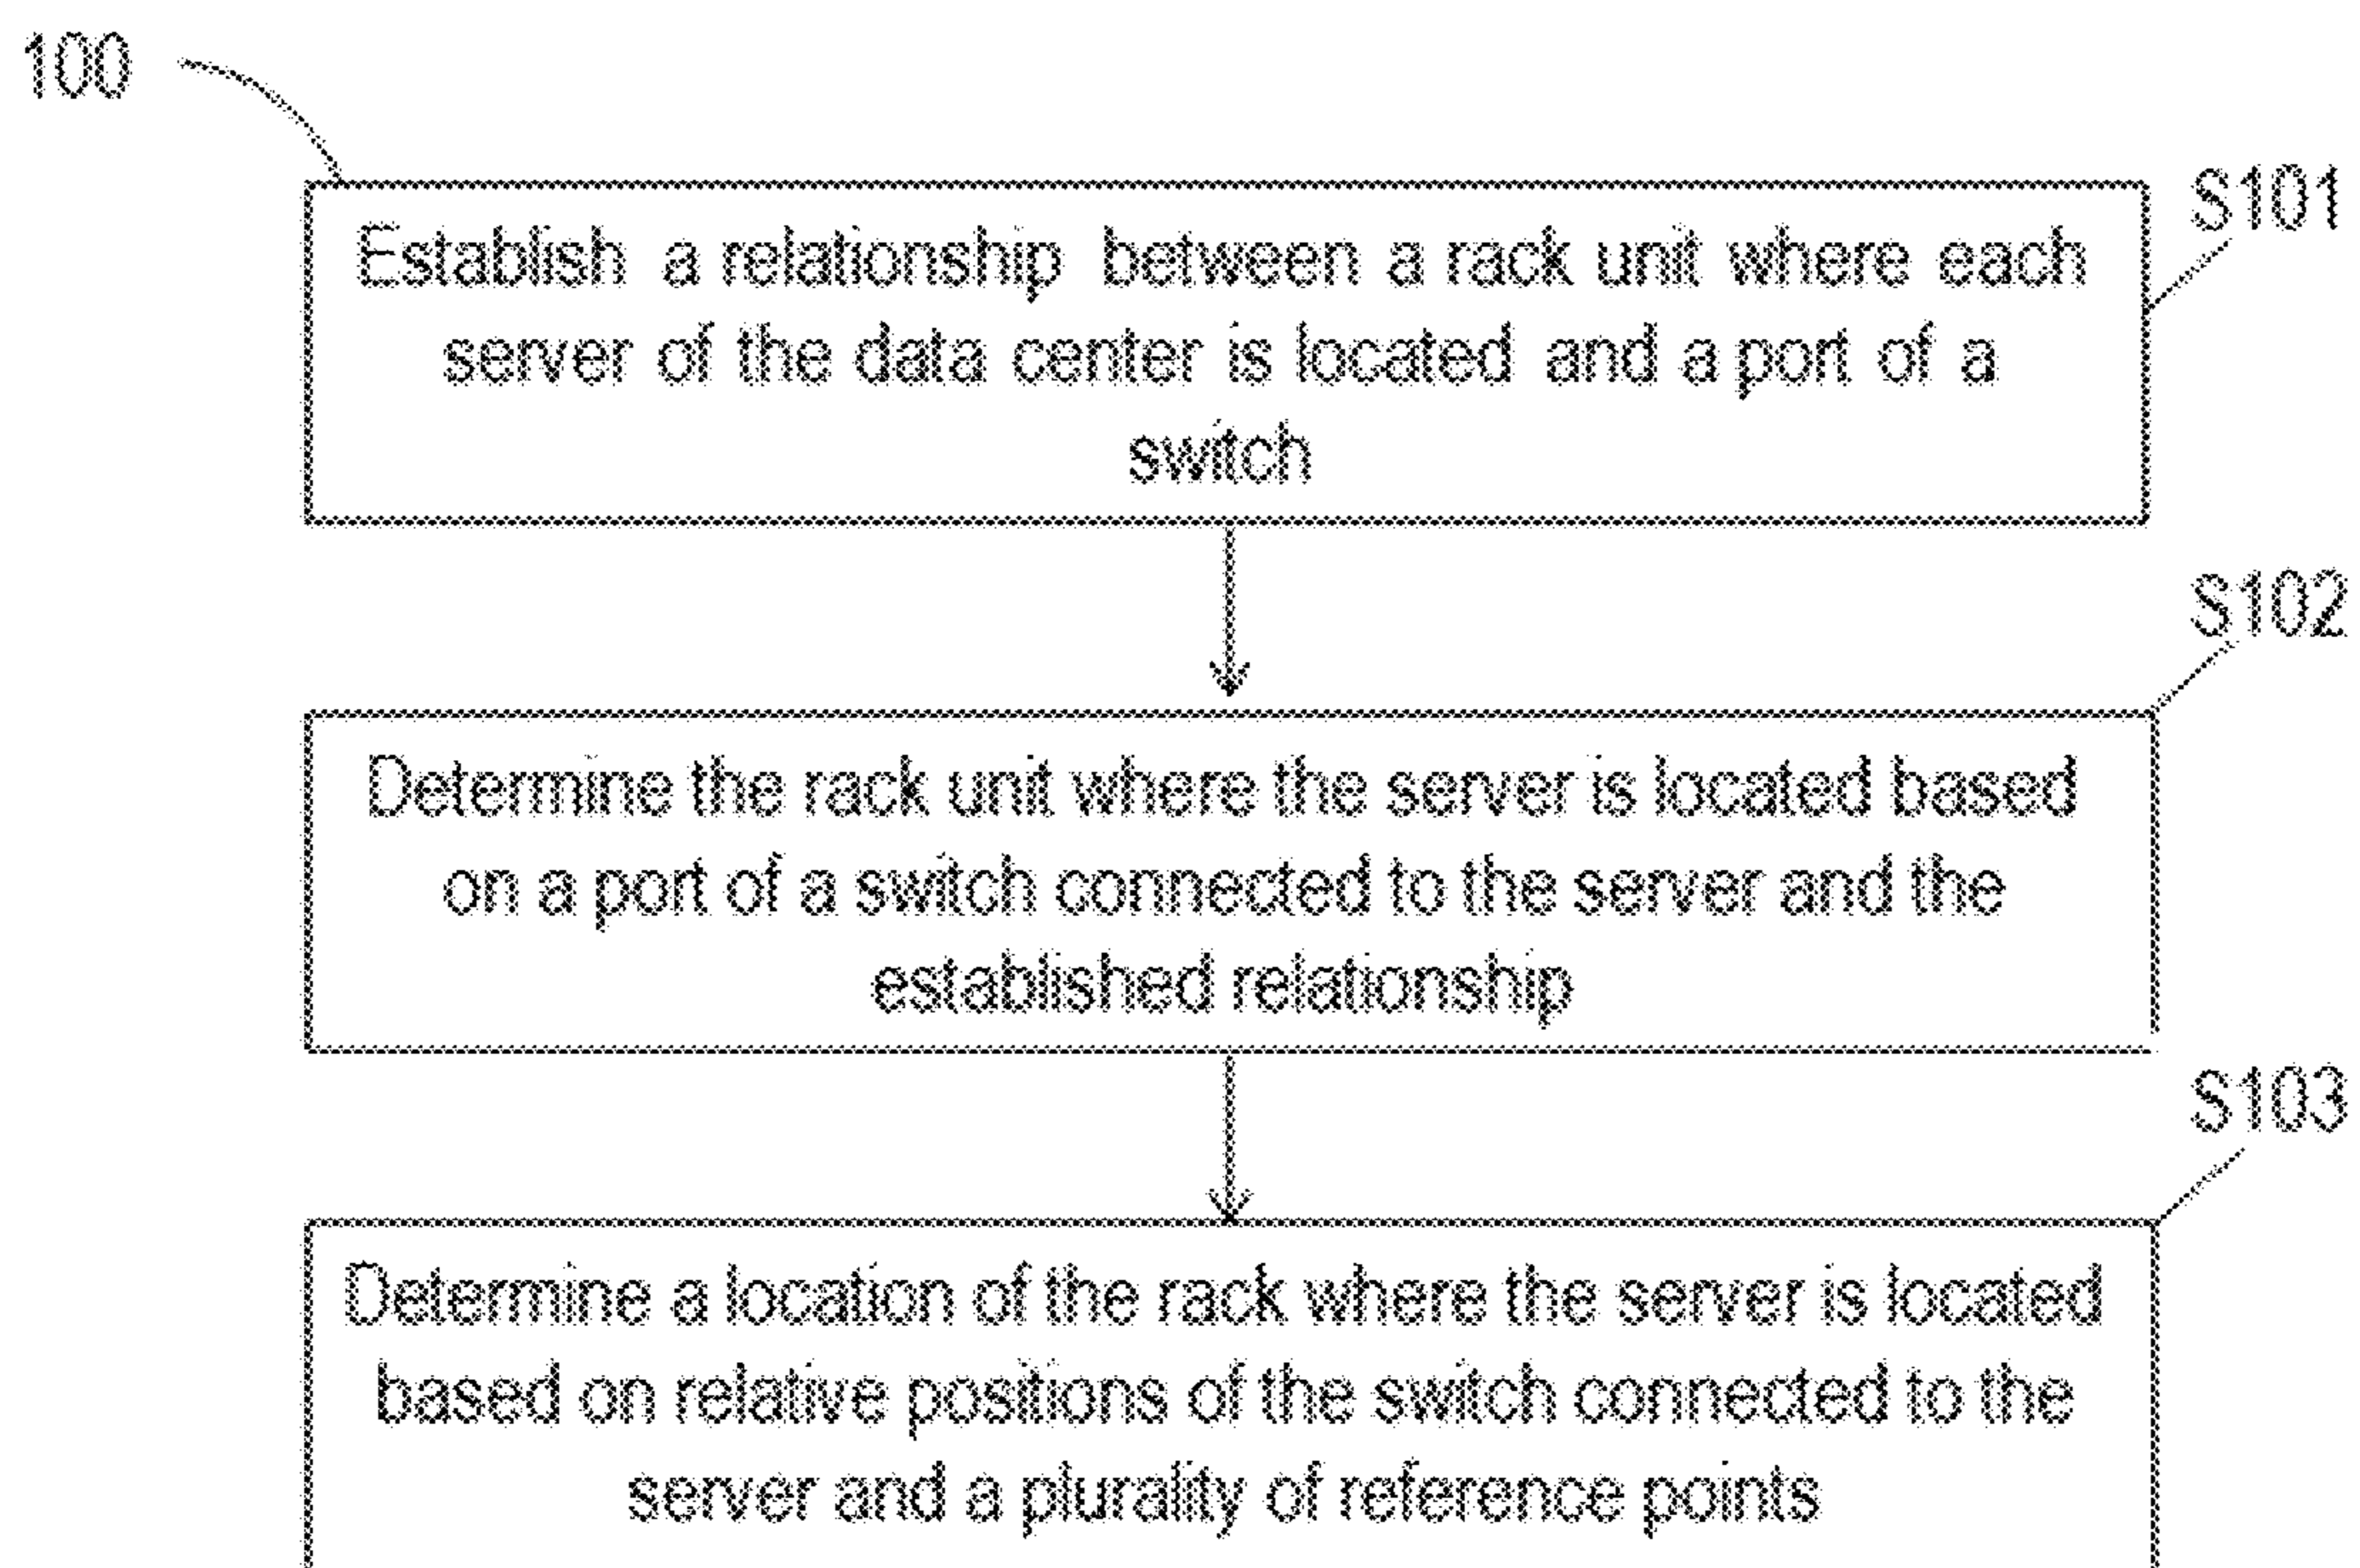 100
S101
Establish a relationship between a rack unit where each
server of the data center is located and a port of a
switch
S102
Determine the rack unit where the server is located based
on a port of a switch connected to the server and the
established relationship
S103
Determine a location of the rack where the server is located
based on relative positions of the switch connected to the
server and a plurality of reference points